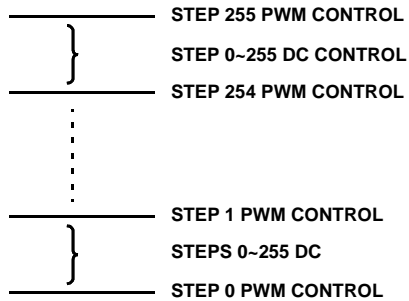 STEP 255 PWM CONTROL
STEP 0~255 DC CONTROL
STEP 254 PWM CONTROL
STEP 1 PWM CONTROL
STEPS 0~255 DC
STEP 0 PWM CONTROL